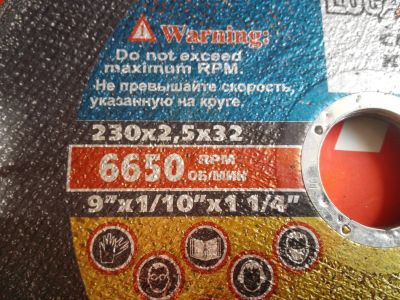 Warning:
Do not exceed
maximum RPM.
Не превышайте скорость,
указанную на круге.
230x2,5x32
6650 RPM
ОБ/МИН
9"x1/10"x1 1/4"